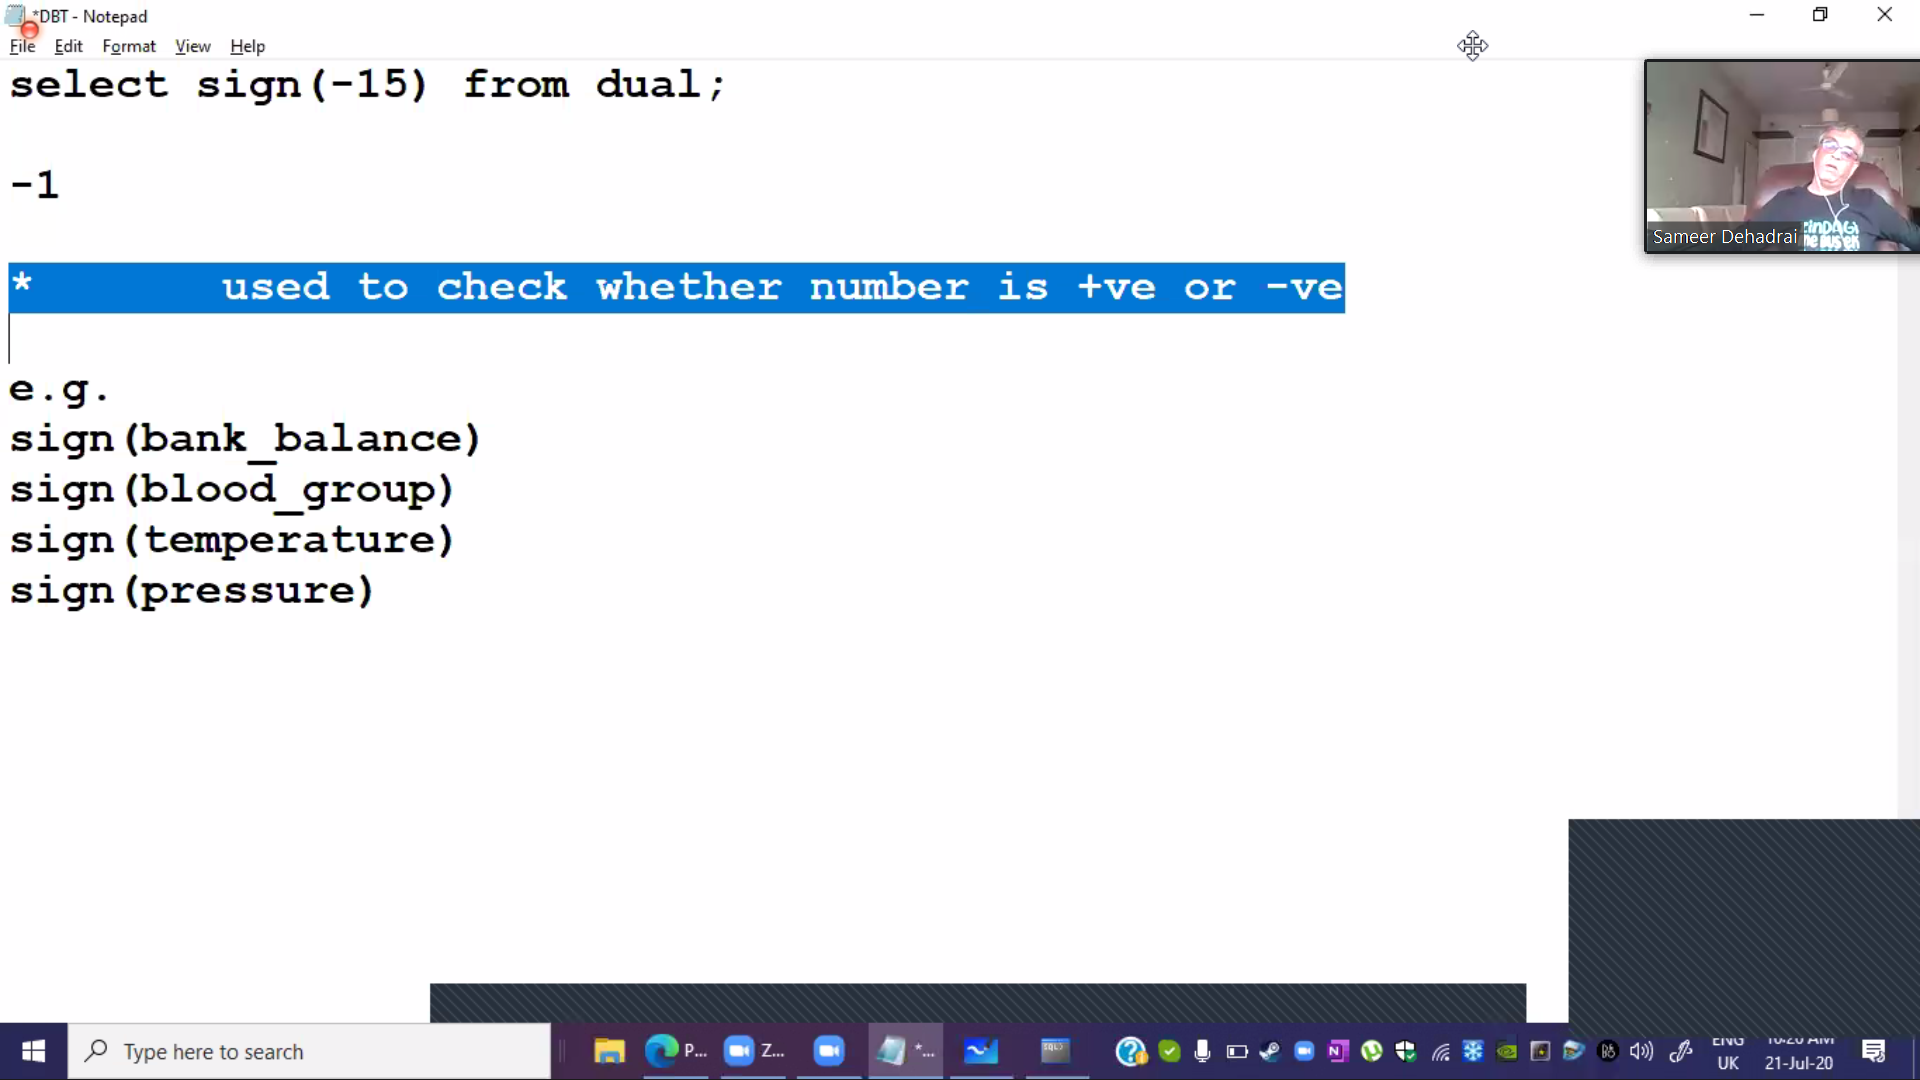 *DBT - Notepad
File Edit Format View Help
select sign(-15) from dual;
-1
* used to check whether number is +ve or -ve
e.g.
sign(bank_balance)
sign(blood_group)
sign(temperature)
sign(pressure)
Sameer Dehadrai
Type here to search
P...
Z...
*...
SQL>
ENG
UK
21-Jul-20